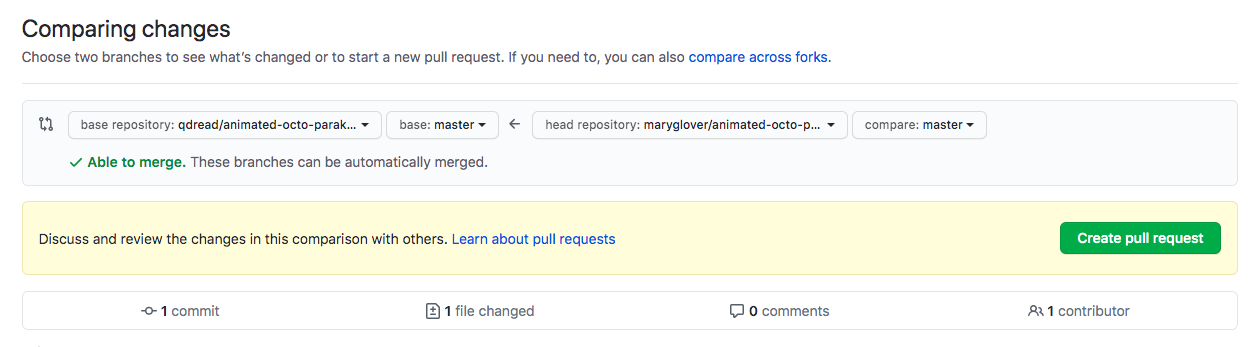 Comparing changes
Choose two branches to see what’s changed or to start a new pull request. If you need to, you can also compare across forks.
base repository: qdread/animated-octo-parak... base: master head repository: maryglover/animated-octo-p... compare: master
Able to merge. These branches can be automatically merged.
Discuss and review the changes in this comparison with others. Learn about pull requests Create pull request
1 commit 1 file changed 0 comments 1 contributor